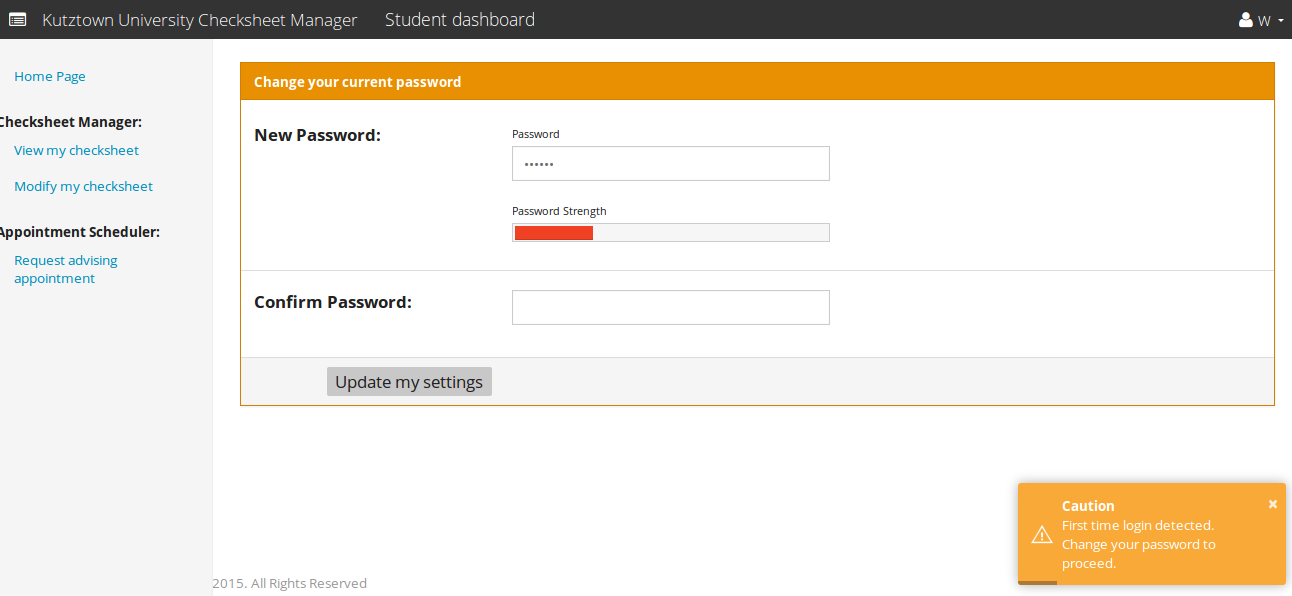 Kutztown University Checksheet Manager Student dashboard W
Home Page
Checksheet Manager:
View my checksheet
Modify my checksheet
Appointment Scheduler:
Request advising
appointment
Change your current password
New Password:
Password
••••••
Password Strength
Confirm Password:
Update my settings
Caution
×
First time login detected.
Change your password to
proceed.
2015. All Rights Reserved